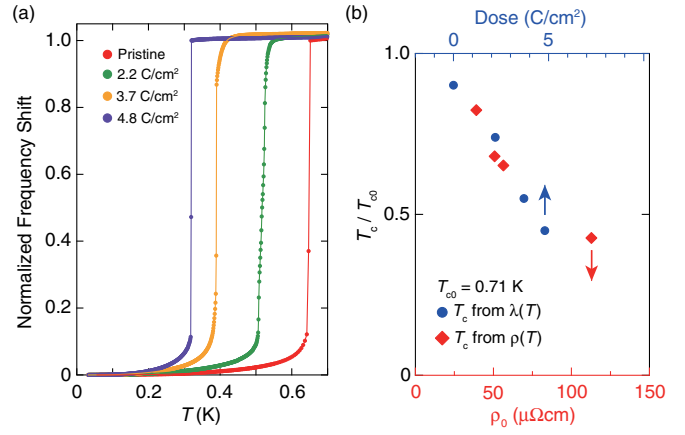 (a)
Normalized Frequency Shift
1.0
0.8
0.6
0.4
0.2
0
Pristine
2.2 C/cm²
3.7 C/cm²
4.8 C/cm²
0 0.2 0.4 0.6
T (K)
(b)
Dose (C/cm²)
0 5
T_c / T_c0
1
0.5
0
T_c0 = 0.71 K
T_c from λ(T)
T_c from ρ(T)
0 50 100 150
ρ_0 (μΩcm)